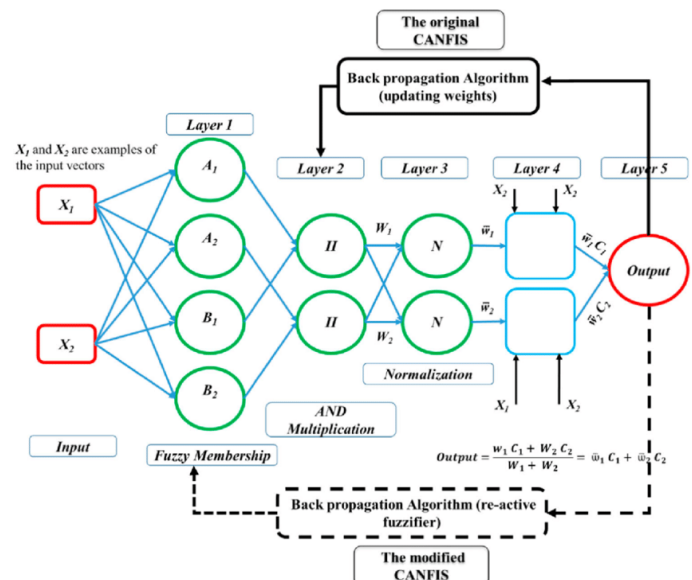 The original
CANFIS
Back propagation Algorithm
(updating weights)
X₁ and X₂ are examples of
the input vectors
Layer 1
Layer 2
Layer 3
Layer 4
Layer 5
X₂ X₂
A₁
X₁
A₂
B₁
X₂
B₂
Π
Π
W₁
W₂
N
N
w̄₁
w̄₂
w̄₁ C₁
w̄₂ C₂
Output
X₁ X₂
Normalization
AND
Multiplication
Input
Fuzzy Membership
Output = (w₁ C₁ + W₂ C₂) / (W₁ + W₂) = w̄₁ C₁ + w̄₂ C₂
Back propagation Algorithm (re-active
fuzzifier)
The modified
CANFIS